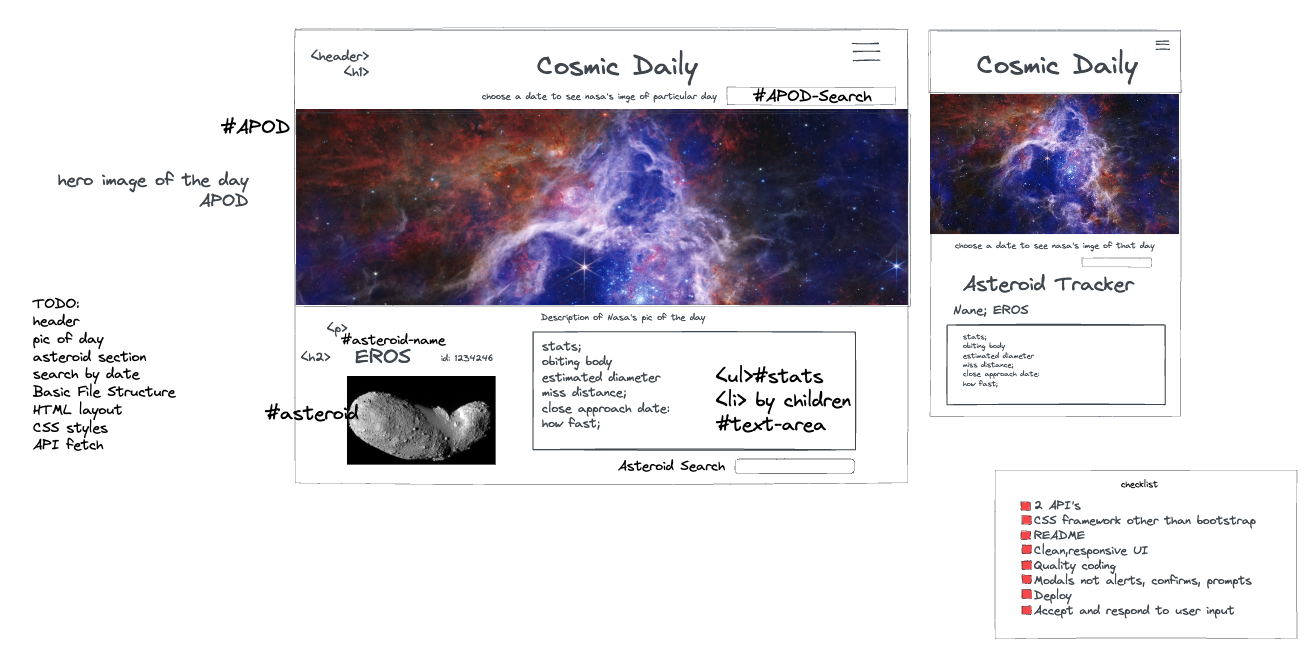 <header>
<h1>
Cosmic Daily
choose a date to see nasa's imge of particular day
#APOD-Search
#APOD
hero image of the day
APOD
TODO:
header
pic of day
asteroid section
search by date
Basic File Structure
HTML layout
CSS styles
API fetch
Description of Nasa's pic of the day
<p>
#asteroid-name
<h2>
EROS
id: 1234246
#asteroid
stats;
obiting body
estimated diameter
miss distance;
close approach date:
how fast;
<ul>#stats
<li> by children
#text-area
Asteroid Search
Cosmic Daily
choose a date to see nasa's imge of that day
Asteroid Tracker
Nane; EROS
stats;
obiting body
estimated diameter
miss distance;
close approach date:
how fast;
checklist
2 API's
CSS framework other than bootstrap
README
Clean,responsive UI
Quality coding
Modals not alerts, confirms, prompts
Deploy
Accept and respond to user input